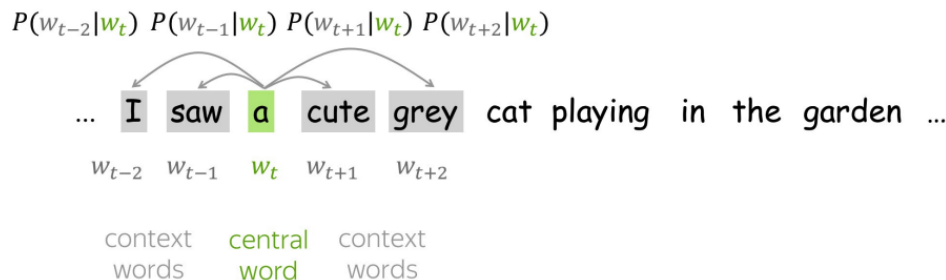 P(w_{t−2}|w_t) P(w_{t−1}|w_t) P(w_{t+1}|w_t) P(w_{t+2}|w_t)
... I saw a cute grey cat playing in the garden ...
w_{t−2} w_{t−1} w_t w_{t+1} w_{t+2}
context central context
words word words